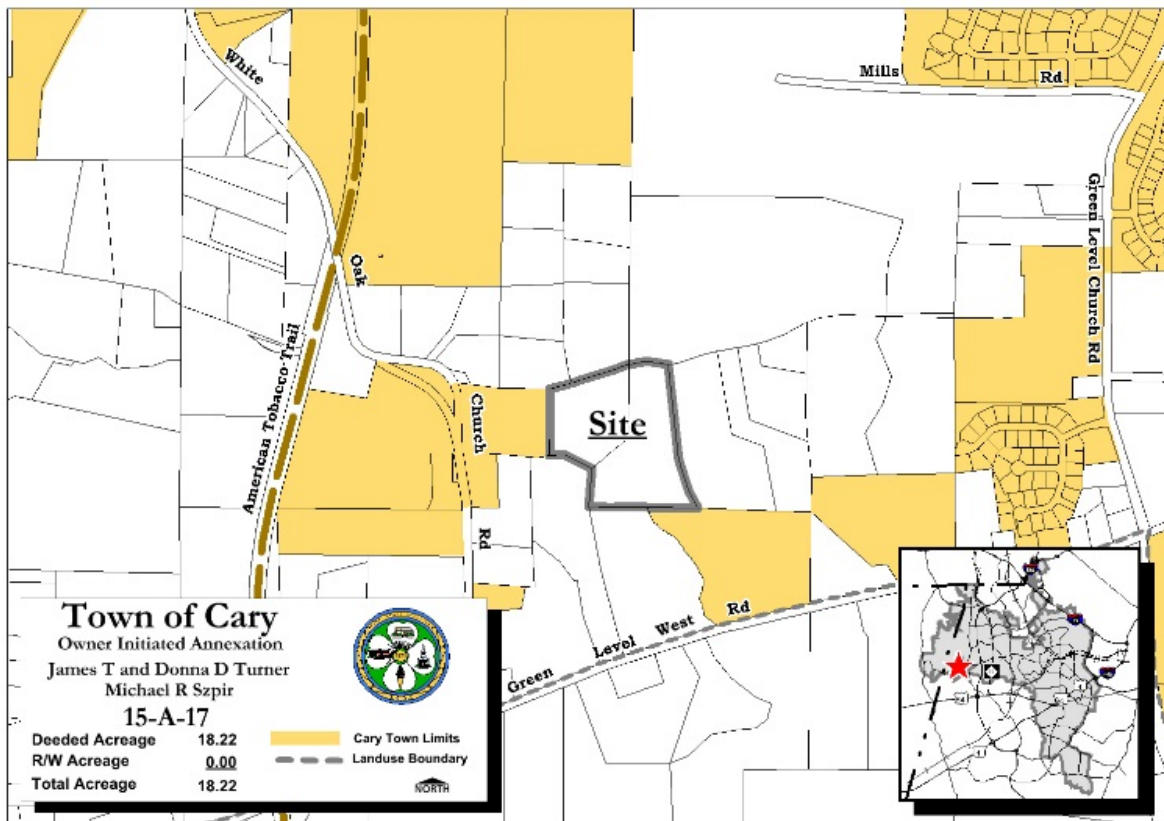 White
Mills Rd
Green Level Church Rd
Oak
American Tobacco Trail
Church
Site
Rd
Green Level West Rd
Town of Cary
Owner Initiated Annexation
James T and Donna D Turner
Michael R Szpir
15-A-17
Deeded Acreage 18.22
R/W Acreage 0.00
Total Acreage 18.22
Cary Town Limits
Landuse Boundary
NORTH